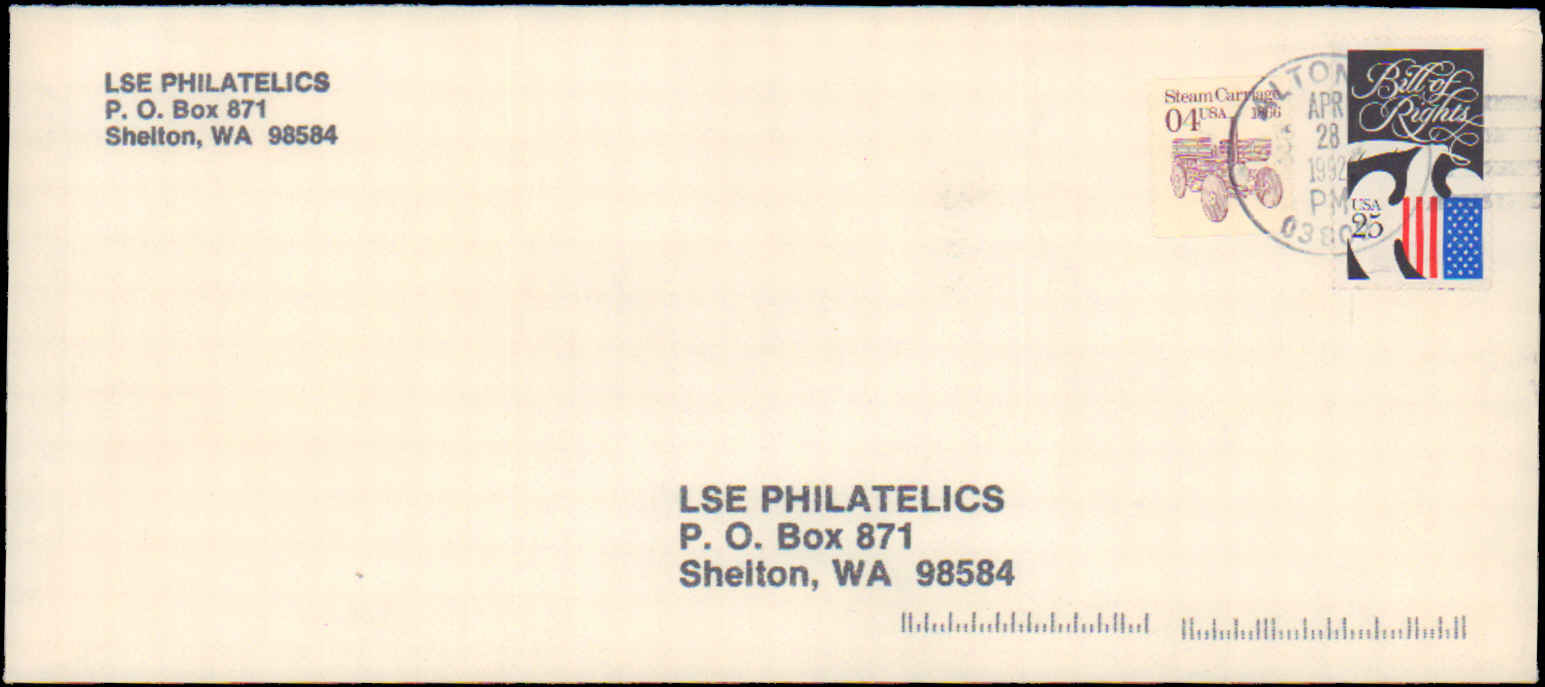 LSE PHILATELICS
P. O. Box 871
Shelton, WA 98584
Steam Carriage
04 USA 1866
APR
28
1992
PM
Bill of
Rights
USA
25
LSE PHILATELICS
P. O. Box 871
Shelton, WA 98584